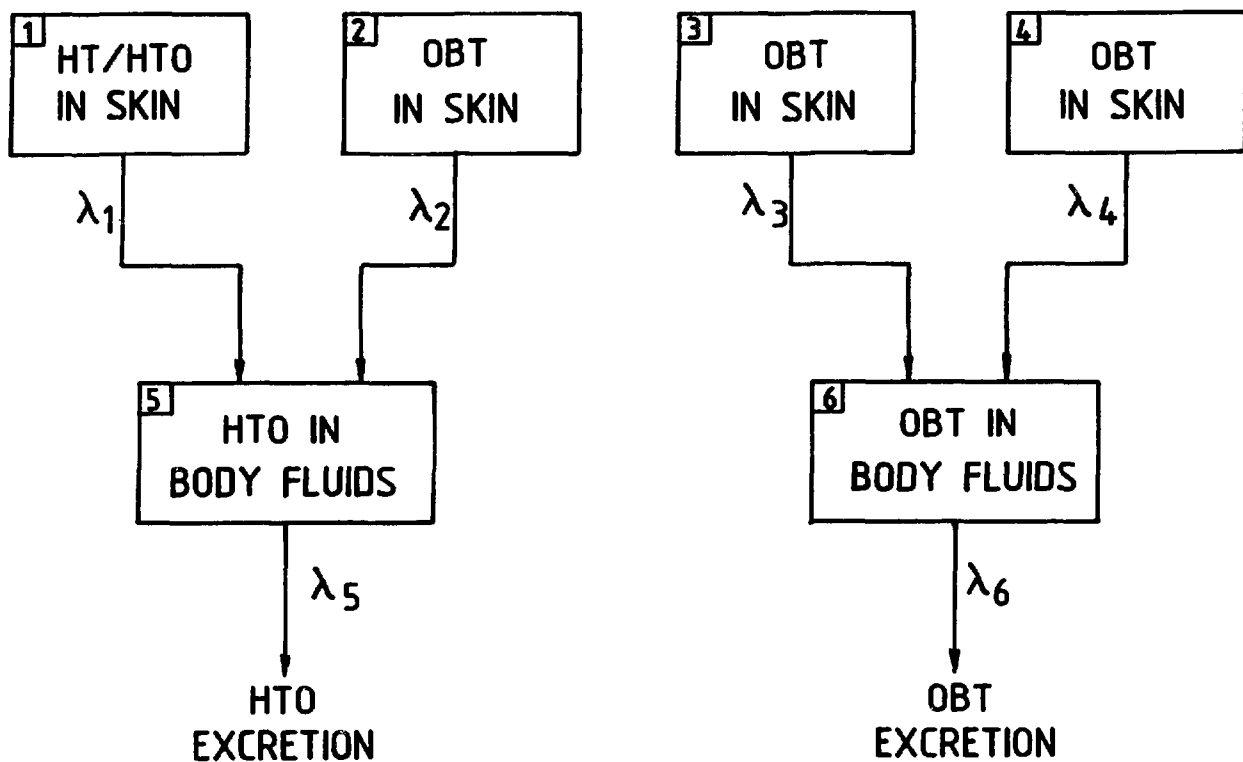 1
HT/HTO
IN SKIN
2
OBT
IN SKIN
3
OBT
IN SKIN
4
OBT
IN SKIN
λ1
λ2
λ3
λ4
5
HTO IN
BODY FLUIDS
6
OBT IN
BODY FLUIDS
λ5
λ6
HTO
EXCRETION
OBT
EXCRETION